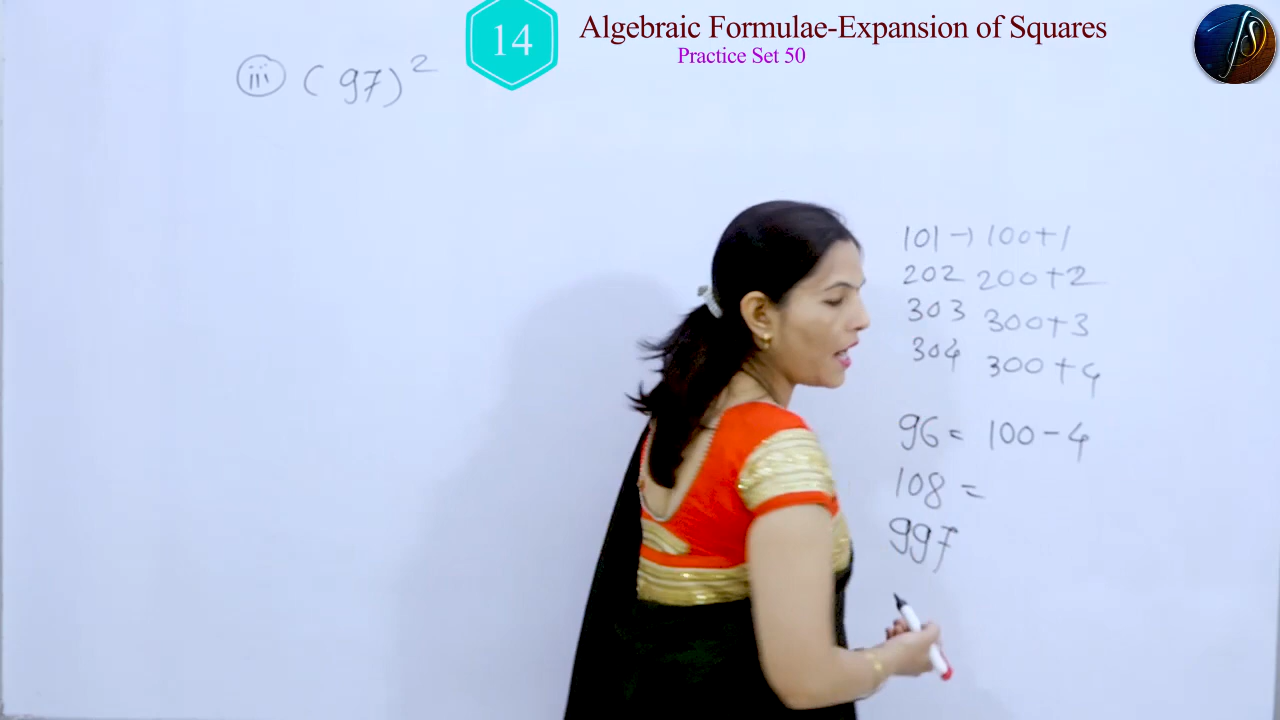 14
Algebraic Formulae-Expansion of Squares
Practice Set 50
iii (97)²
101 → 100+1
202 200+2
303 300+3
304 300+4
96 = 100-4
108 =
997